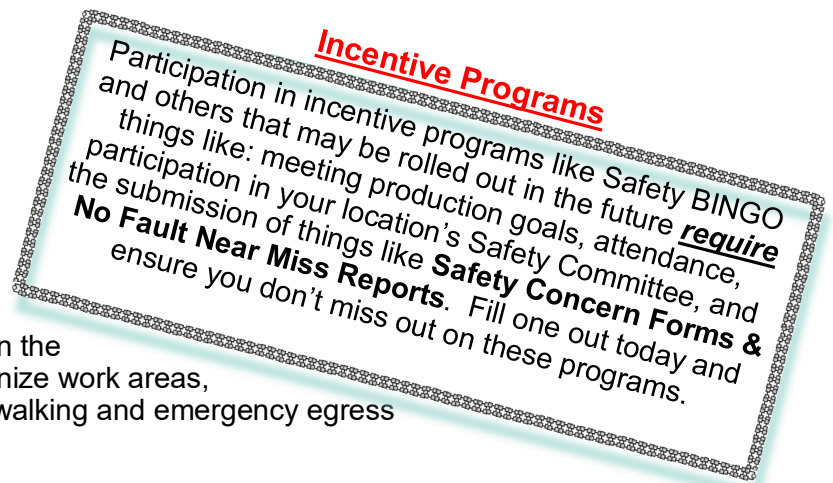 Incentive Programs
Participation in incentive programs like Safety BINGO
and others that may be rolled out in the future require
things like: meeting production goals, attendance,
participation in your location’s Safety Committee, and
the submission of things like Safety Concern Forms &
No Fault Near Miss Reports.  Fill one out today and
ensure you don’t miss out on these programs.
n the
nize work areas,
walking and emergency egress